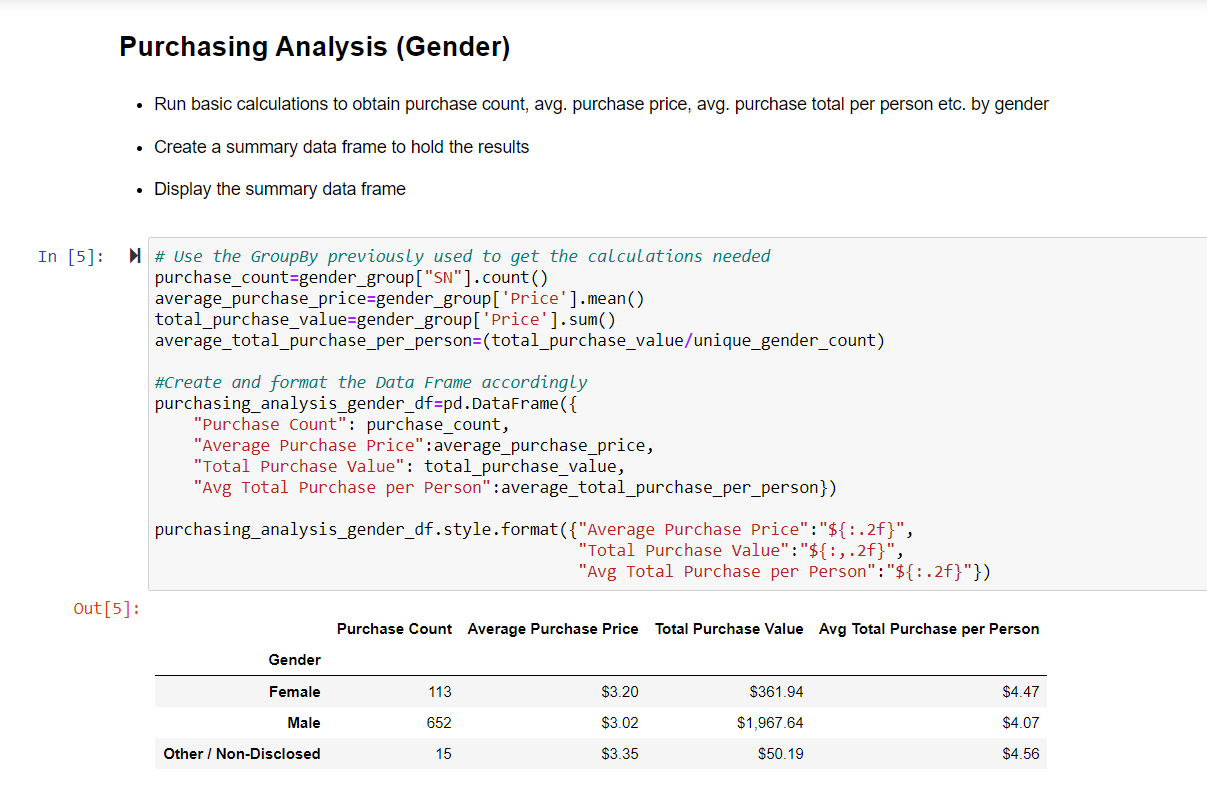 Purchasing Analysis (Gender)
• Run basic calculations to obtain purchase count, avg. purchase price, avg. purchase total per person etc. by gender
• Create a summary data frame to hold the results
• Display the summary data frame
In [5]:
# Use the GroupBy previously used to get the calculations needed
purchase_count=gender_group["SN"].count()
average_purchase_price=gender_group['Price'].mean()
total_purchase_value=gender_group['Price'].sum()
average_total_purchase_per_person=(total_purchase_value/unique_gender_count)
#Create and format the Data Frame accordingly
purchasing_analysis_gender_df=pd.DataFrame({
    "Purchase Count": purchase_count,
    "Average Purchase Price":average_purchase_price,
    "Total Purchase Value": total_purchase_value,
    "Avg Total Purchase per Person":average_total_purchase_per_person})
purchasing_analysis_gender_df.style.format({"Average Purchase Price":"${:.2f}",
                                            "Total Purchase Value":"${:,.2f}",
                                            "Avg Total Purchase per Person":"${:.2f}"})
Out[5]:
Purchase Count Average Purchase Price Total Purchase Value Avg Total Purchase per Person
Gender
Female 113 $3.20 $361.94 $4.47
Male 652 $3.02 $1,967.64 $4.07
Other / Non-Disclosed 15 $3.35 $50.19 $4.56